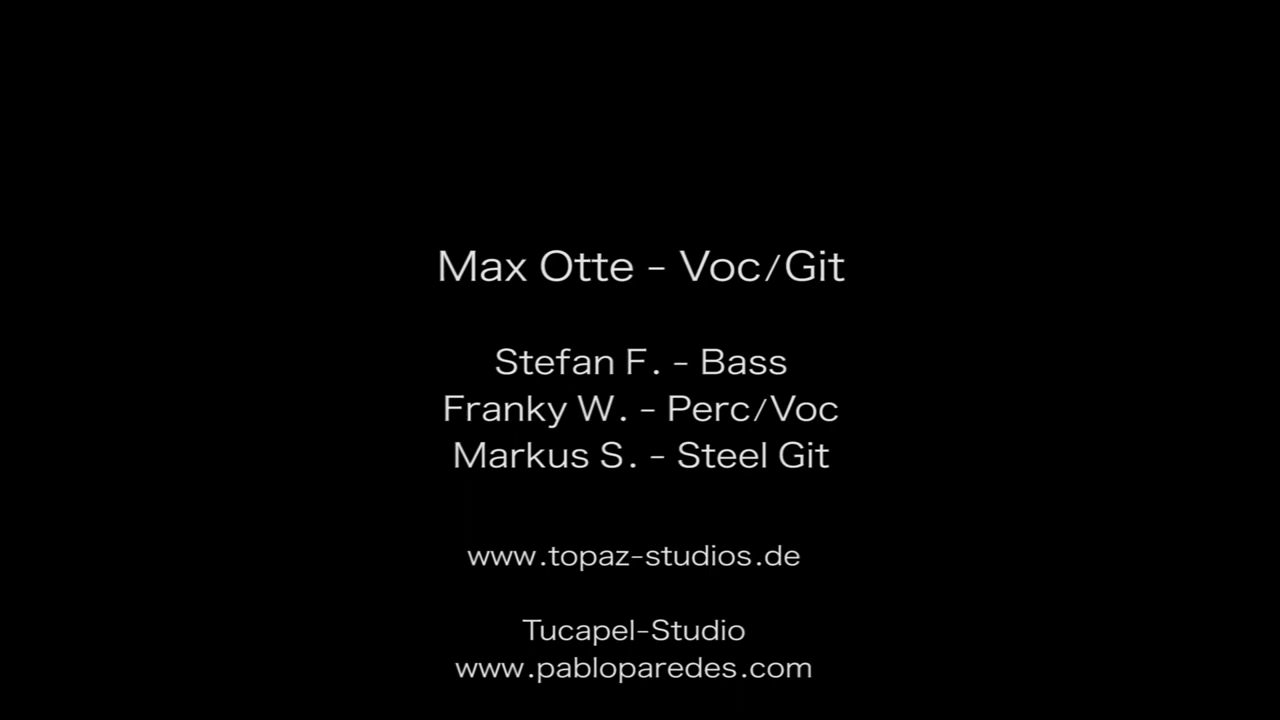 Max Otte - Voc/Git
Stefan F. - Bass
Franky W. - Perc/Voc
Markus S. - Steel Git
www.topaz-studios.de
Tucapel-Studio
www.pabloparedes.com